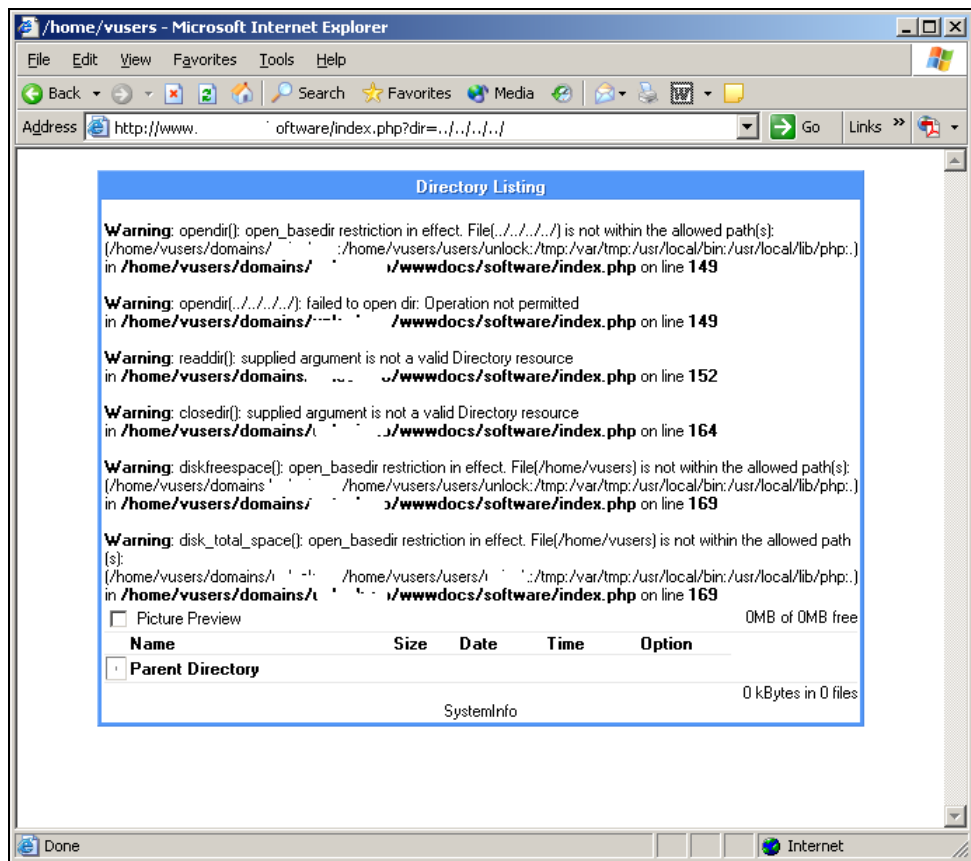 /home/vusers - Microsoft Internet Explorer
File Edit View Favorites Tools Help
Back Search Favorites Media
Address http://www. oftware/index.php?dir=../../../../ Go Links »
Directory Listing
Warning: opendir(): open_basedir restriction in effect. File(../../../../) is not within the allowed path(s):
(/home/vusers/domains/ :/home/vusers/users/unlock:/tmp:/var/tmp:/usr/local/bin:/usr/local/lib/php:.)
in /home/vusers/domains/ /wwwdocs/software/index.php on line 149
Warning: opendir(../../../../): failed to open dir: Operation not permitted
in /home/vusers/domains/ /wwwdocs/software/index.php on line 149
Warning: readdir(): supplied argument is not a valid Directory resource
in /home/vusers/domains /wwwdocs/software/index.php on line 152
Warning: closedir(): supplied argument is not a valid Directory resource
in /home/vusers/domains/ /wwwdocs/software/index.php on line 164
Warning: diskfreespace(): open_basedir restriction in effect. File(/home/vusers) is not within the allowed path(s):
(/home/vusers/domains /home/vusers/users/unlock:/tmp:/var/tmp:/usr/local/bin:/usr/local/lib/php:.)
in /home/vusers/domains/ /wwwdocs/software/index.php on line 169
Warning: disk_total_space(): open_basedir restriction in effect. File(/home/vusers) is not within the allowed path
(s):
(/home/vusers/domains/ /home/vusers/users/ :/tmp:/var/tmp:/usr/local/bin:/usr/local/lib/php:.)
in /home/vusers/domains/ /wwwdocs/software/index.php on line 169
Picture Preview 0MB of 0MB free
Name Size Date Time Option
Parent Directory
0 kBytes in 0 files
SystemInfo
Done Internet